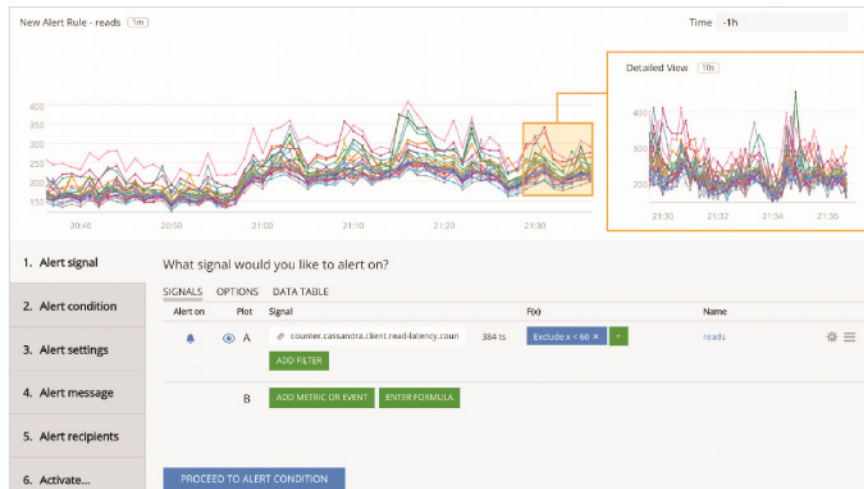 New Alert Rule - reads 1m
Time -1h
Detailed View 10s
400
350
300
250
200
150
20:40 20:50 21:00 21:10 21:20 21:30
400
300
200
21:30 21:32 21:34 21:36
1. Alert signal
2. Alert condition
3. Alert settings
4. Alert message
5. Alert recipients
6. Activate...
What signal would you like to alert on?
SIGNALS OPTIONS DATA TABLE
Alert on Plot Signal F(x) Name
A counter.cassandra.client.read-latency.coun 384 ts Exclude x < 60 × + reads
ADD FILTER
B ADD METRIC OR EVENT ENTER FORMULA
PROCEED TO ALERT CONDITION